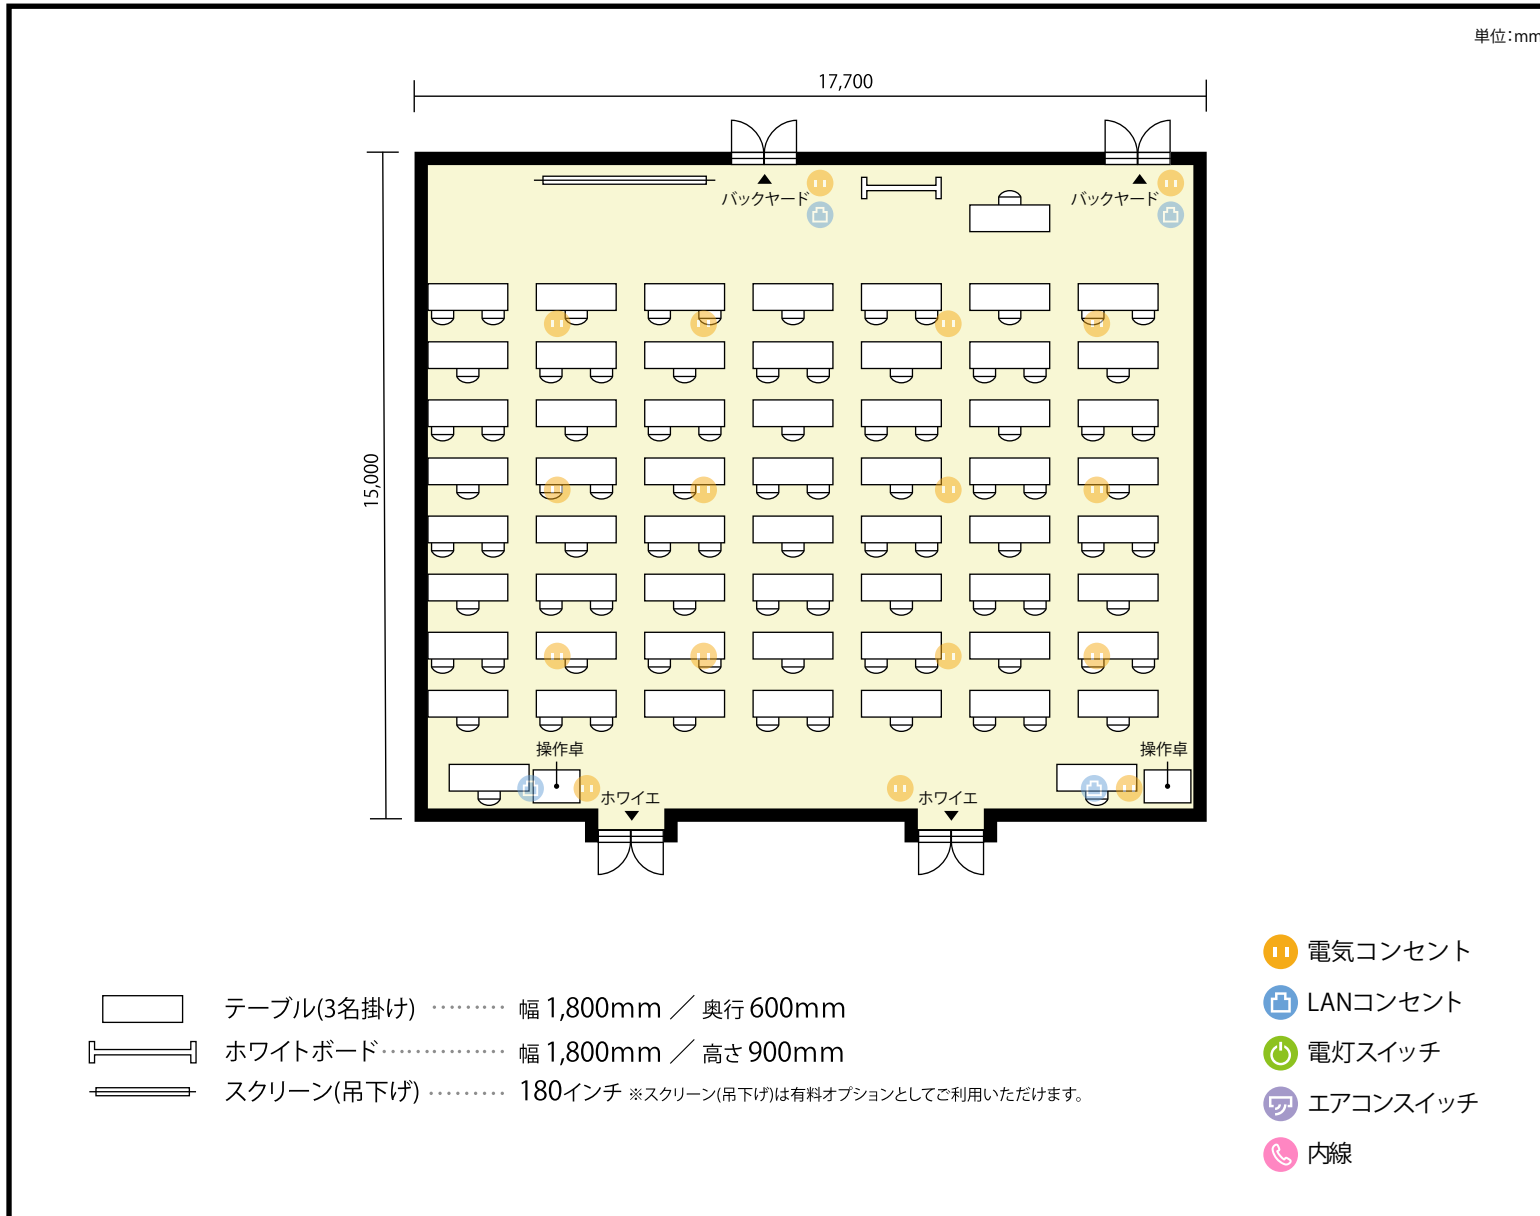 単位：mm
17,700
バックヤード
バックヤード
15,000
操作卓
操作卓
ホワイエ
ホワイエ
電気コンセント
LANコンセント
電灯スイッチ
エアコンスイッチ
内線
テーブル(3名掛け) ········· 幅 1,800mm ／ 奥行 600mm
ホワイトボード··············· 幅 1,800mm ／ 高さ 900mm
スクリーン(吊下げ) ········· 180インチ ※スクリーン(吊下げ)は有料オプションとしてご利用いただけます。